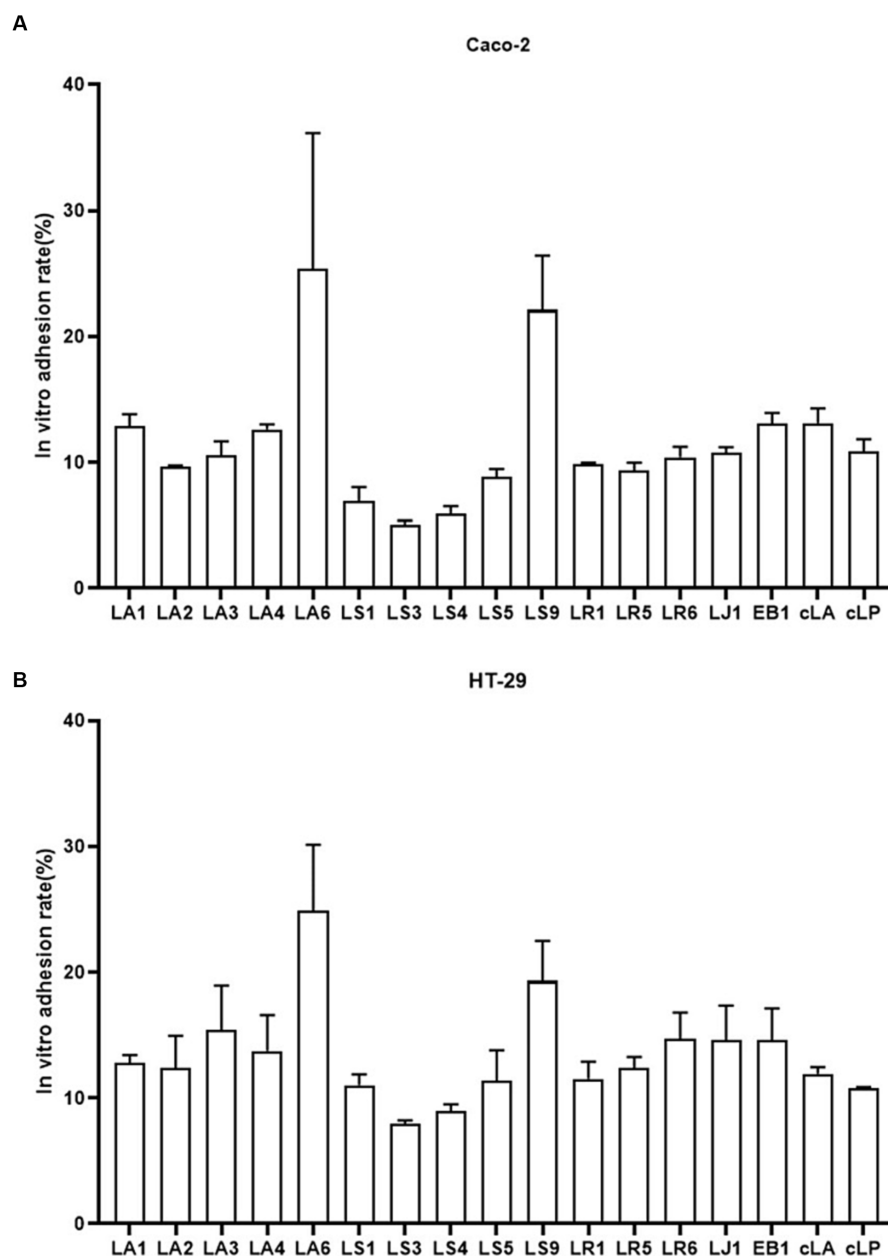 A
Caco-2
In vitro adhesion rate(%)
40
30
20
10
0
LA1 LA2 LA3 LA4 LA6 LS1 LS3 LS4 LS5 LS9 LR1 LR5 LR6 LJ1 EB1 cLA cLP
B
HT-29
In vitro adhesion rate(%)
40
30
20
10
0
LA1 LA2 LA3 LA4 LA6 LS1 LS3 LS4 LS5 LS9 LR1 LR5 LR6 LJ1 EB1 cLA cLP